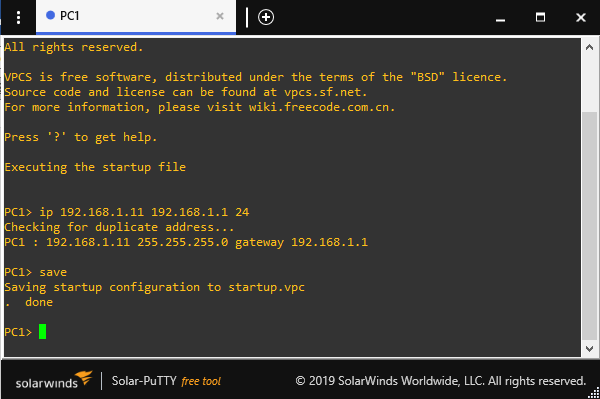 PC1
All rights reserved.
VPCS is free software, distributed under the terms of the "BSD" licence.
Source code and license can be found at vpcs.sf.net.
For more information, please visit wiki.freecode.com.cn.
Press '?' to get help.
Executing the startup file
PC1> ip 192.168.1.11 192.168.1.1 24
Checking for duplicate address...
PC1 : 192.168.1.11 255.255.255.0 gateway 192.168.1.1
PC1> save
Saving startup configuration to startup.vpc
.  done
PC1>
solarwinds Solar-PuTTY free tool © 2019 SolarWinds Worldwide, LLC. All rights reserved.